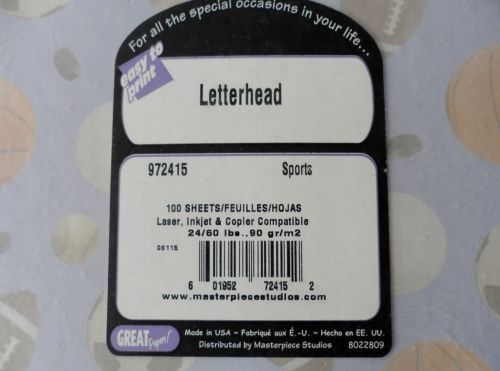 For all the special occasions in your life...
easy to
print
Letterhead
972415 Sports
100 SHEETS/FEUILLES/HOJAS
Laser, Inkjet & Copier Compatible
24/60 lbs.,90 gr/m2
05115
6 01952 72415 2
www.masterpiecestudios.com
GREAT Papers!
Made in USA ~ Fabriqué aux É.-U. ~ Hecho en EE. UU.
Distributed by Masterpiece Studios 8022809